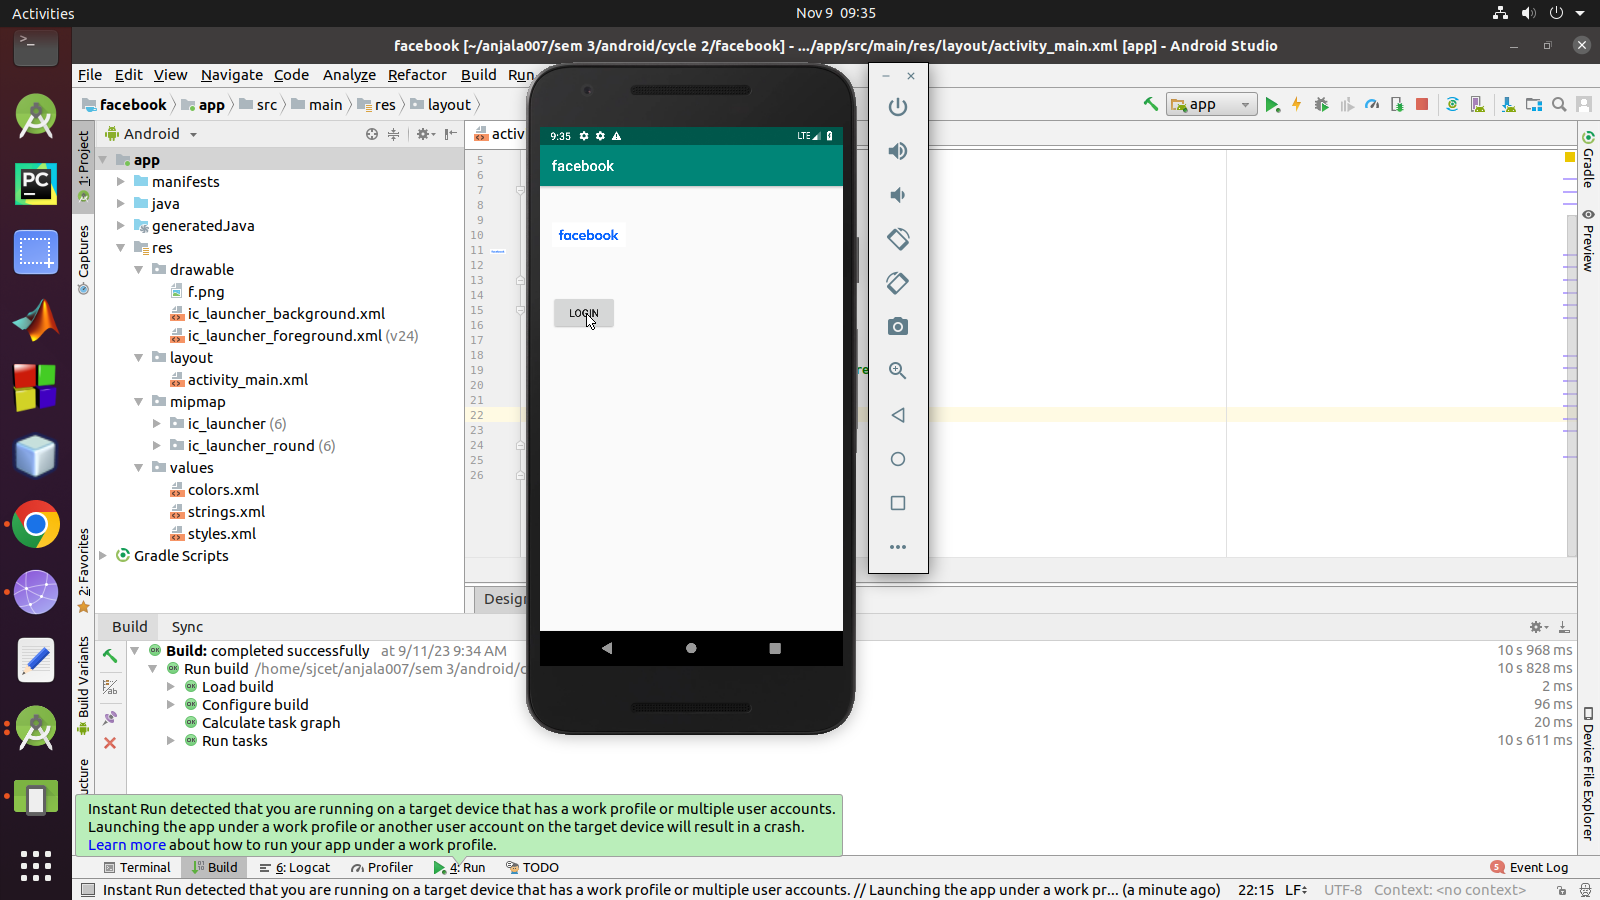 Activities
Nov 9 09:35
facebook [~/anjala007/sem 3/android/cycle 2/facebook] - .../app/src/main/res/layout/activity_main.xml [app] - Android Studio
File Edit View Navigate Code Analyze Refactor Build Run
facebook app src main res layout
app
Android
activ
1: Project
Captures
2: Favorites
Build Variants
app
manifests
java
generatedJava
res
drawable
f.png
ic_launcher_background.xml
ic_launcher_foreground.xml (v24)
layout
activity_main.xml
mipmap
ic_launcher (6)
ic_launcher_round (6)
values
colors.xml
strings.xml
styles.xml
Gradle Scripts
5
6
7
8
9
10
11
12
13
14
15
16
17
18
19
20
21
22
23
24
25
26
9:35
LTE
facebook
facebook
LOGIN
re
Gradle
Preview
Device File Explorer
Design
Build Sync
Build: completed successfully at 9/11/23 9:34 AM
10 s 968 ms
Run build /home/sjcet/anjala007/sem 3/android/c
10 s 828 ms
Load build
2 ms
Configure build
96 ms
Calculate task graph
20 ms
Run tasks
10 s 611 ms
Instant Run detected that you are running on a target device that has a work profile or multiple user accounts.
Launching the app under a work profile or another user account on the target device will result in a crash.
Learn more about how to run your app under a work profile.
Terminal Build 6: Logcat Profiler 4: Run TODO
5 Event Log
Instant Run detected that you are running on a target device that has a work profile or multiple user accounts. // Launching the app under a work pr... (a minute ago)
22:15 LF UTF-8 Context: <no context>